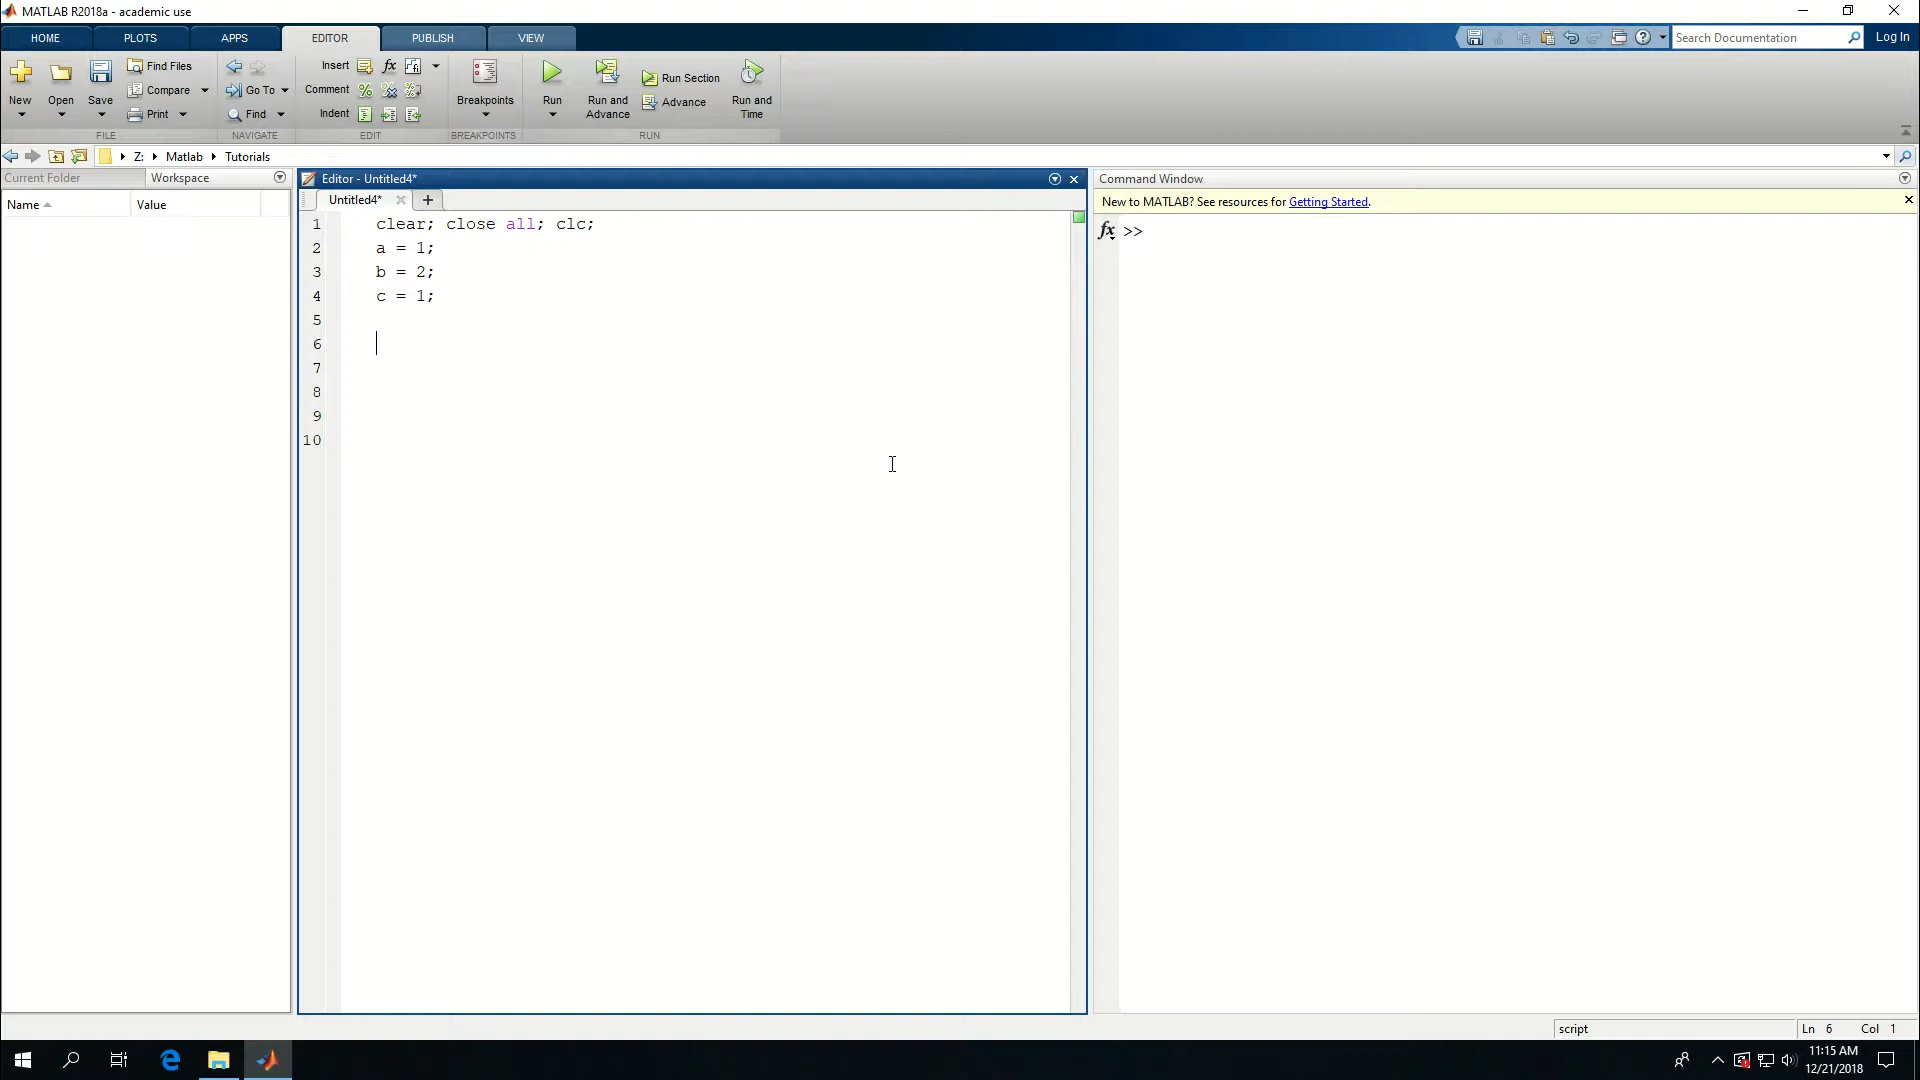 MATLAB R2018a - academic use
HOME PLOTS APPS EDITOR PUBLISH VIEW
Search Documentation Log In
New Open Save Find Files Compare Print
Go To Find
Insert fx
Comment
Indent
Breakpoints Run Run and Advance Run Section Advance Run and Time
FILE NAVIGATE EDIT BREAKPOINTS RUN
Z: Matlab Tutorials
Current Folder Workspace
Name Value
Editor - Untitled4*
Untitled4* +
1 clear; close all; clc;
2 a = 1;
3 b = 2;
4 c = 1;
5
6
7
8
9
10
Command Window
New to MATLAB? See resources for Getting Started.
fx >>
script Ln 6 Col 1
11:15 AM
12/21/2018